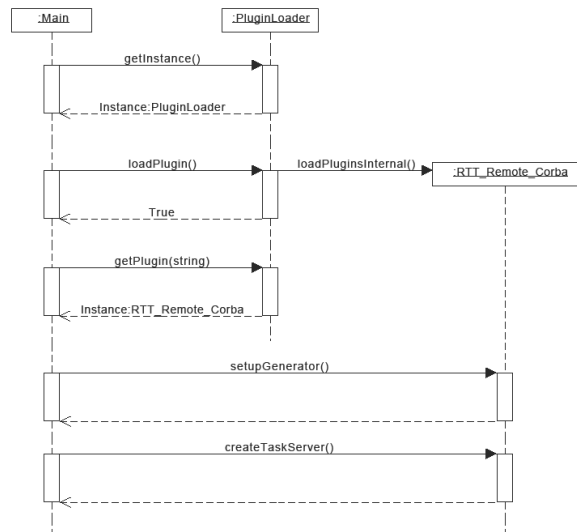 :Main
:PluginLoader
getInstance()
Instance:PluginLoader
loadPlugin()
loadPluginsInternal()
:RTT_Remote_Corba
True
getPlugin(string)
Instance:RTT_Remote_Corba
setupGenerator()
createTaskServer()